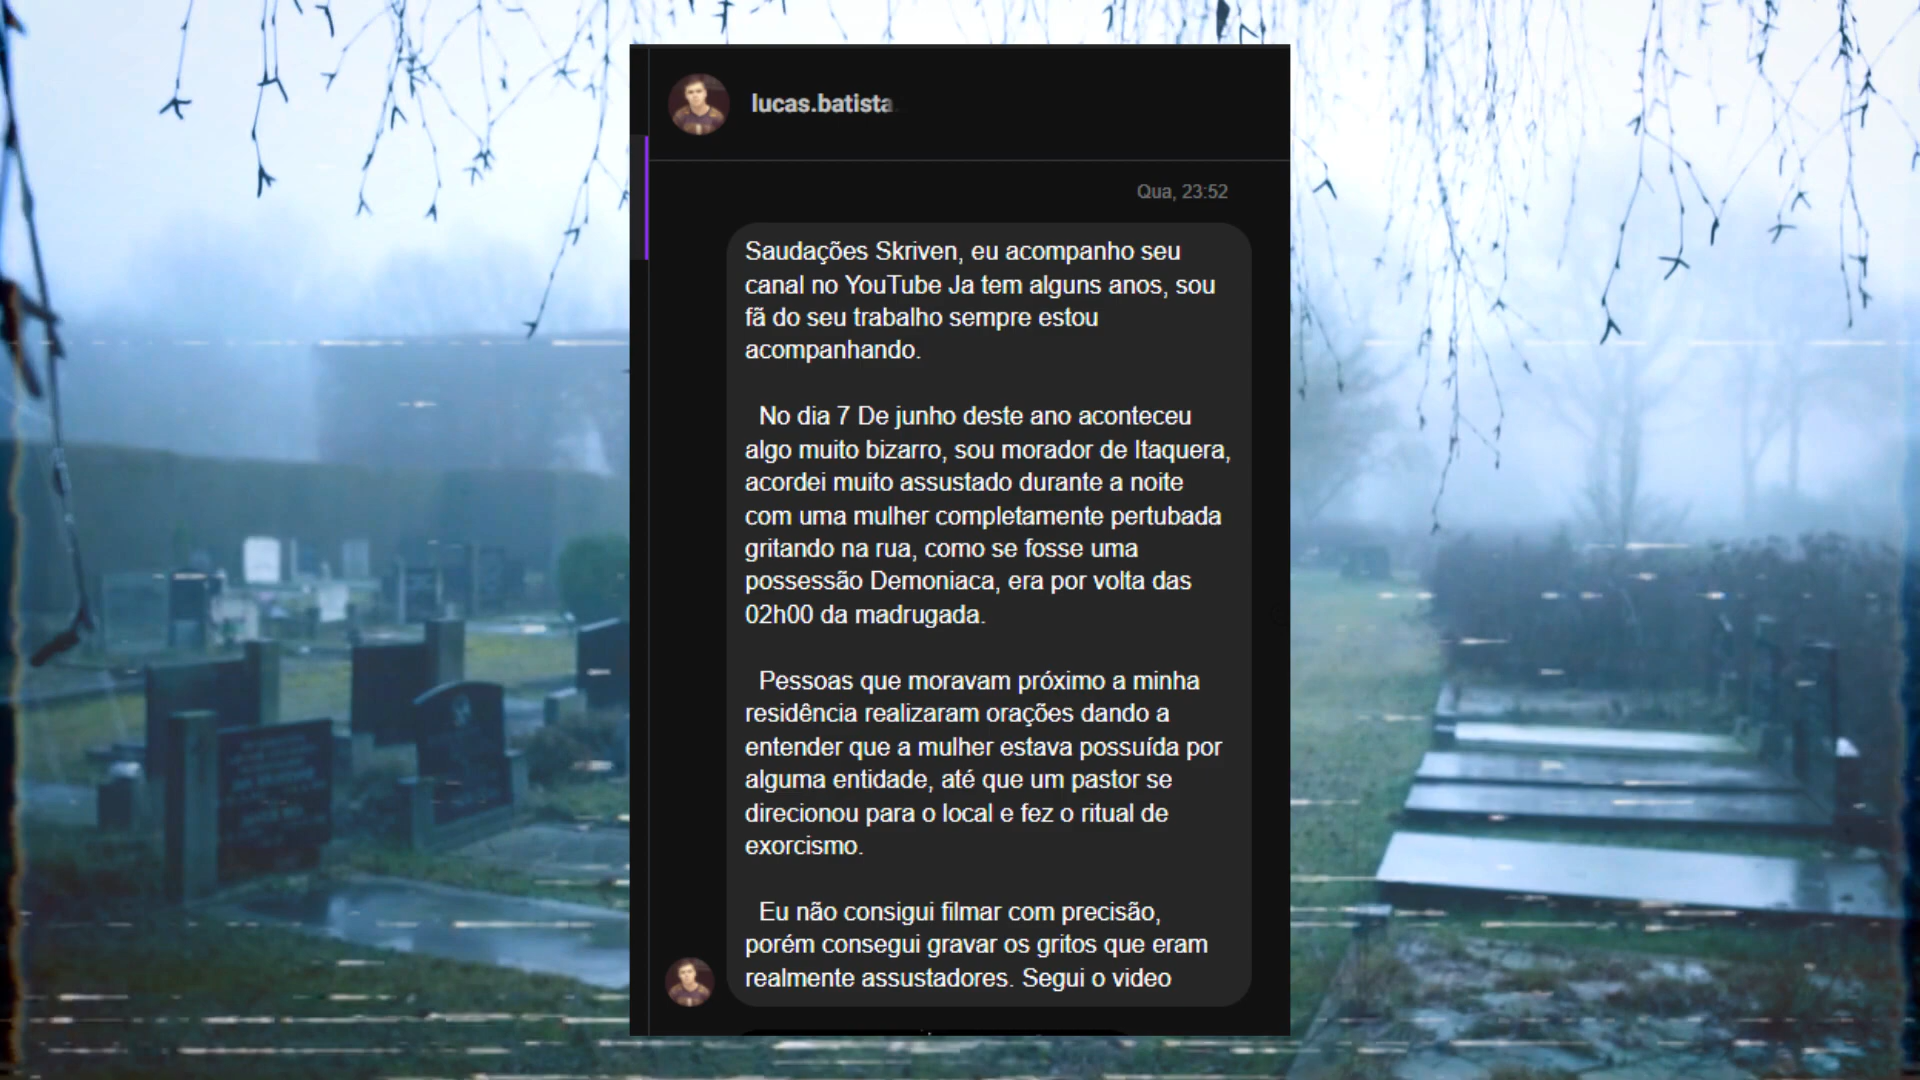 lucas.batista
Qua, 23:52
Saudações Skriven, eu acompanho seu
canal no YouTube Ja tem alguns anos, sou
fã do seu trabalho sempre estou
acompanhando.
No dia 7 De junho deste ano aconteceu
algo muito bizarro, sou morador de Itaquera,
acordei muito assustado durante a noite
com uma mulher completamente pertubada
gritando na rua, como se fosse uma
possessão Demoniaca, era por volta das
02h00 da madrugada.
Pessoas que moravam próximo a minha
residência realizaram orações dando a
entender que a mulher estava possuída por
alguma entidade, até que um pastor se
direcionou para o local e fez o ritual de
exorcismo.
Eu não consigui filmar com precisão,
porém consegui gravar os gritos que eram
realmente assustadores. Segui o video